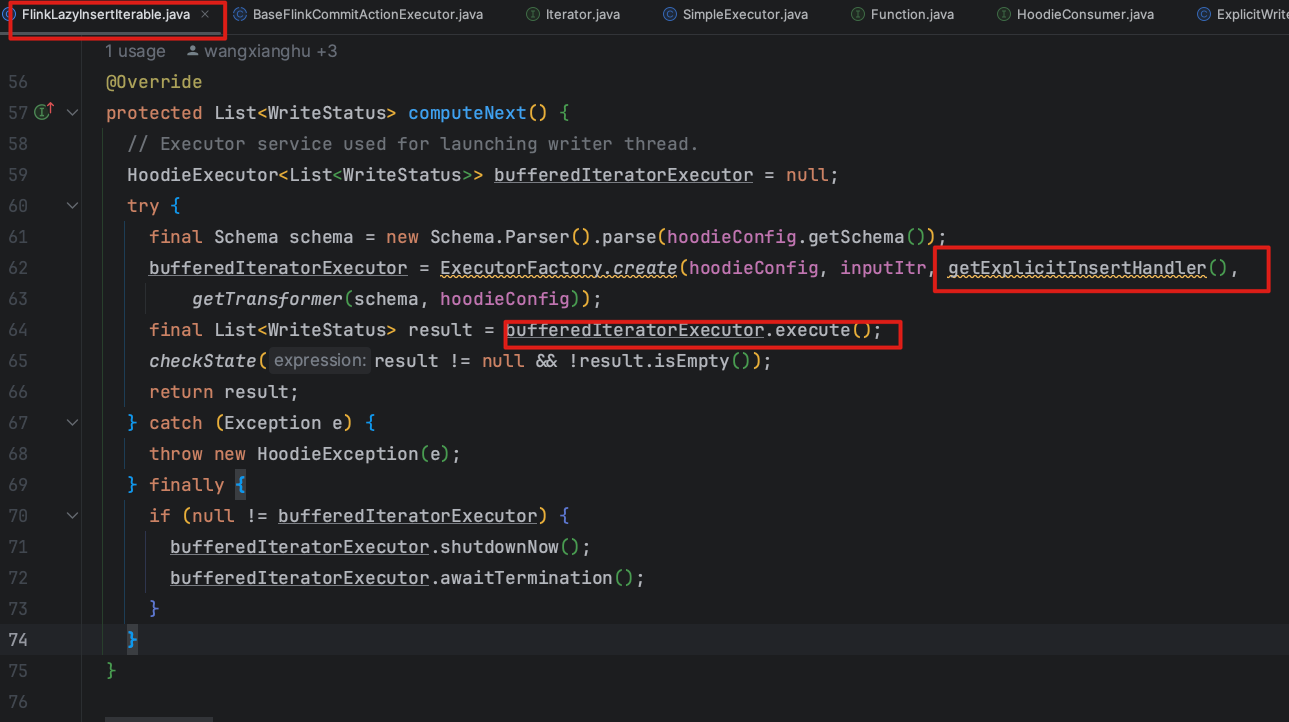 FlinkLazyInsertIterable.java × BaseFlinkCommitActionExecutor.java Iterator.java SimpleExecutor.java Function.java HoodieConsumer.java ExplicitWrite
1 usage wangxianghu +3
56 @Override
57 protected List<WriteStatus> computeNext() {
58 // Executor service used for launching writer thread.
59 HoodieExecutor<List<WriteStatus>> bufferedIteratorExecutor = null;
60 try {
61 final Schema schema = new Schema.Parser().parse(hoodieConfig.getSchema());
62 bufferedIteratorExecutor = ExecutorFactory.create(hoodieConfig, inputItr, getExplicitInsertHandler(),
63 getTransformer(schema, hoodieConfig));
64 final List<WriteStatus> result = bufferedIteratorExecutor.execute();
65 checkState( expression: result != null && !result.isEmpty());
66 return result;
67 } catch (Exception e) {
68 throw new HoodieException(e);
69 } finally {
70 if (null != bufferedIteratorExecutor) {
71 bufferedIteratorExecutor.shutdownNow();
72 bufferedIteratorExecutor.awaitTermination();
73 }
74 }
75 }
76